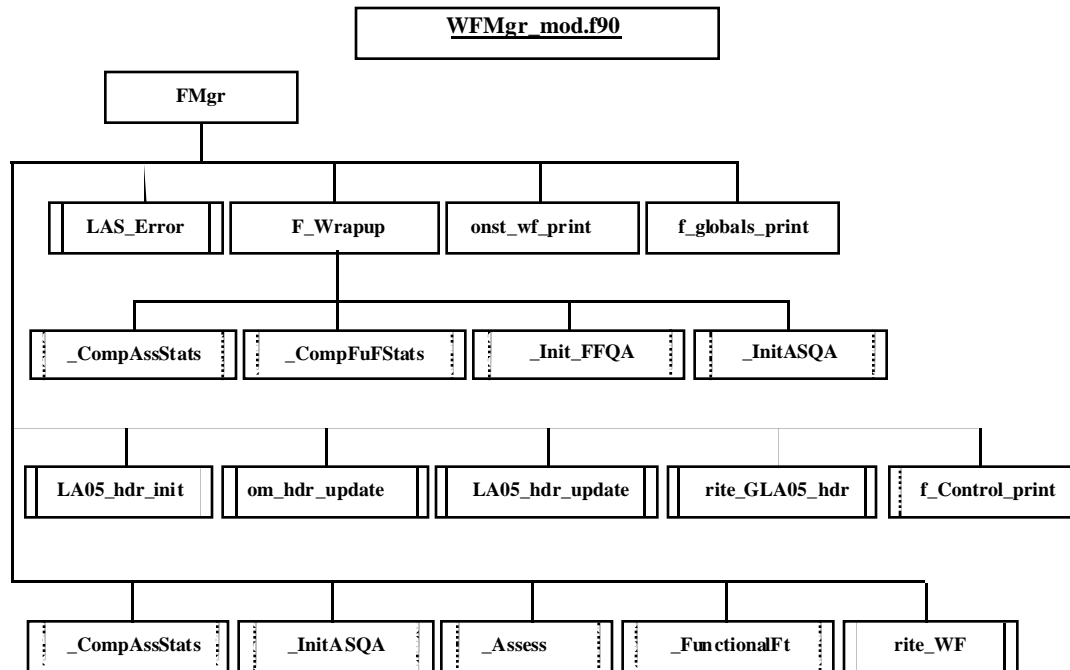 WFMgr_mod.f90
FMgr
LAS_Error
F_Wrapup
onst_wf_print
f_globals_print
_CompAssStats
_CompFuFStats
_Init_FFQA
_InitASQA
LA05_hdr_init
om_hdr_update
LA05_hdr_update
rite_GLA05_hdr
f_Control_print
_CompAssStats
_InitASQA
_Assess
_FunctionalFt
rite_WF